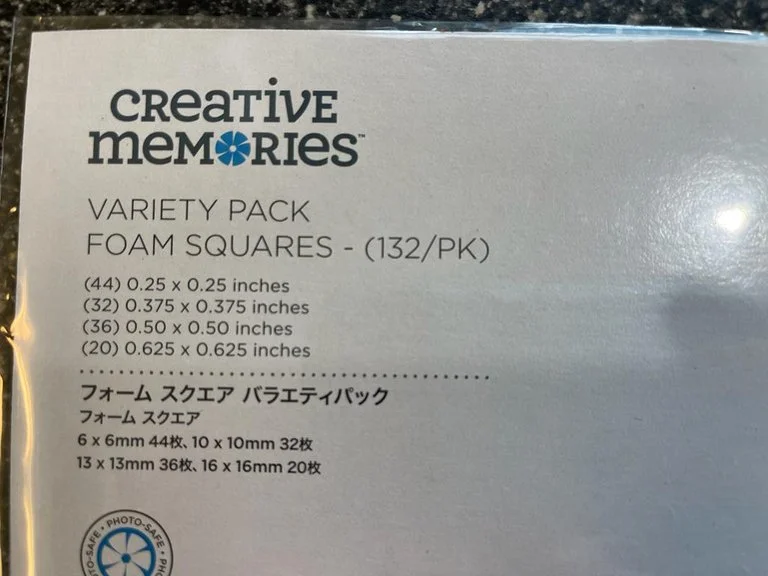 CReaTiVE
memoRIes™
VARIETY PACK
FOAM SQUARES - (132/PK)
(44) 0.25 x 0.25 inches
(32) 0.375 x 0.375 inches
(36) 0.50 x 0.50 inches
(20) 0.625 x 0.625 inches
フォーム スクエア バラエティパック
フォーム スクエア
6 x 6mm 44枚、10 x 10mm 32枚
13 x 13mm 36枚、16 x 16mm 20枚
PHOTO-SAFE